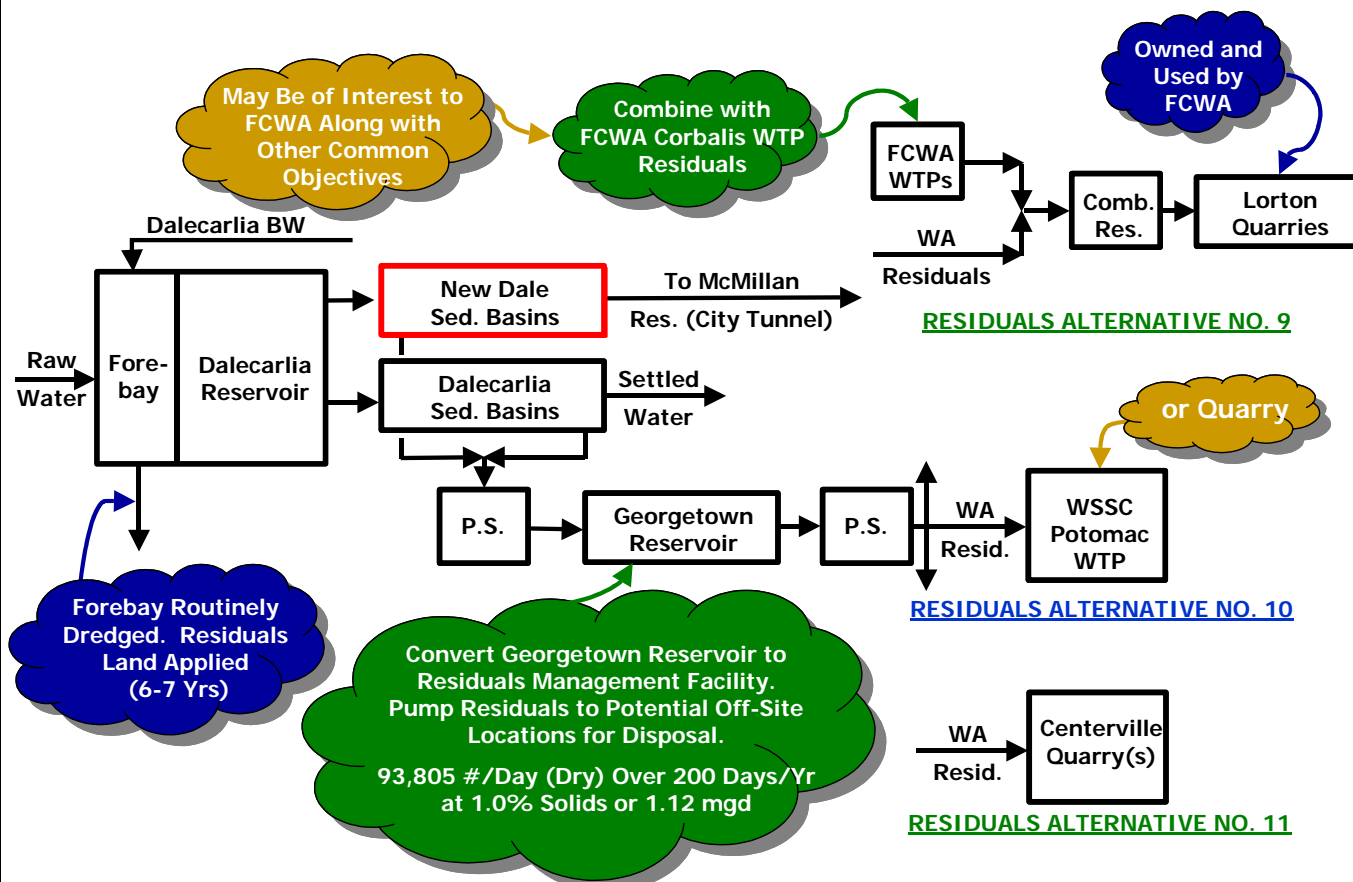 May Be of Interest to
FCWA Along with
Other Common
Objectives
Combine with
FCWA Corbalis WTP
Residuals
Owned and
Used by
FCWA
FCWA
WTPs
WA
Residuals
Comb.
Res.
Lorton
Quarries
RESIDUALS ALTERNATIVE NO. 9
Dalecarlia BW
Raw
Water
Fore-
bay
Dalecarlia
Reservoir
New Dale
Sed. Basins
To McMillan
Res. (City Tunnel)
Dalecarlia
Sed. Basins
Settled
Water
P.S.
Georgetown
Reservoir
P.S.
WA
Resid.
WSSC
Potomac
WTP
or Quarry
RESIDUALS ALTERNATIVE NO. 10
Forebay Routinely
Dredged. Residuals
Land Applied
(6-7 Yrs)
Convert Georgetown Reservoir to
Residuals Management Facility.
Pump Residuals to Potential Off-Site
Locations for Disposal.
93,805 #/Day (Dry) Over 200 Days/Yr
at 1.0% Solids or 1.12 mgd
WA
Resid.
Centerville
Quarry(s)
RESIDUALS ALTERNATIVE NO. 11